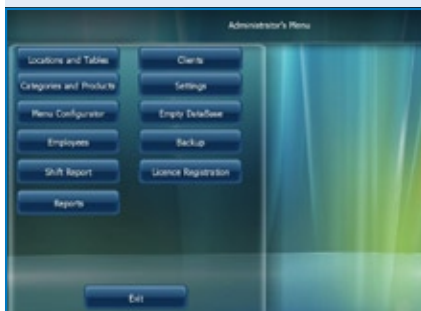 Administrator's Menu
Locations and Tables
Clients
Categories and Products
Settings
Menu Configurator
Empty DataBase
Employees
Backup
Shift Report
Licence Registration
Reports
Exit